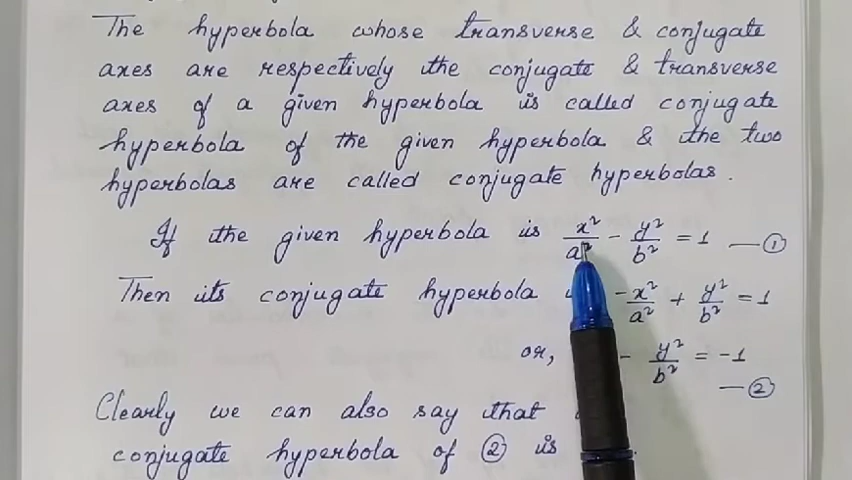 The hyperbola whose transverse & conjugate
axes are respectively the conjugate & transverse
axes of a given hyperbola is called conjugate
hyperbola of the given hyperbola & the two
hyperbolas are called conjugate hyperbolas.
If the given hyperbola is x²/a² - y²/b² = 1 —①
Then its conjugate hyperbola -x²/a² + y²/b² = 1
or, - y²/b² = -1
—②
Clearly we can also say that
conjugate hyperbola of ② is